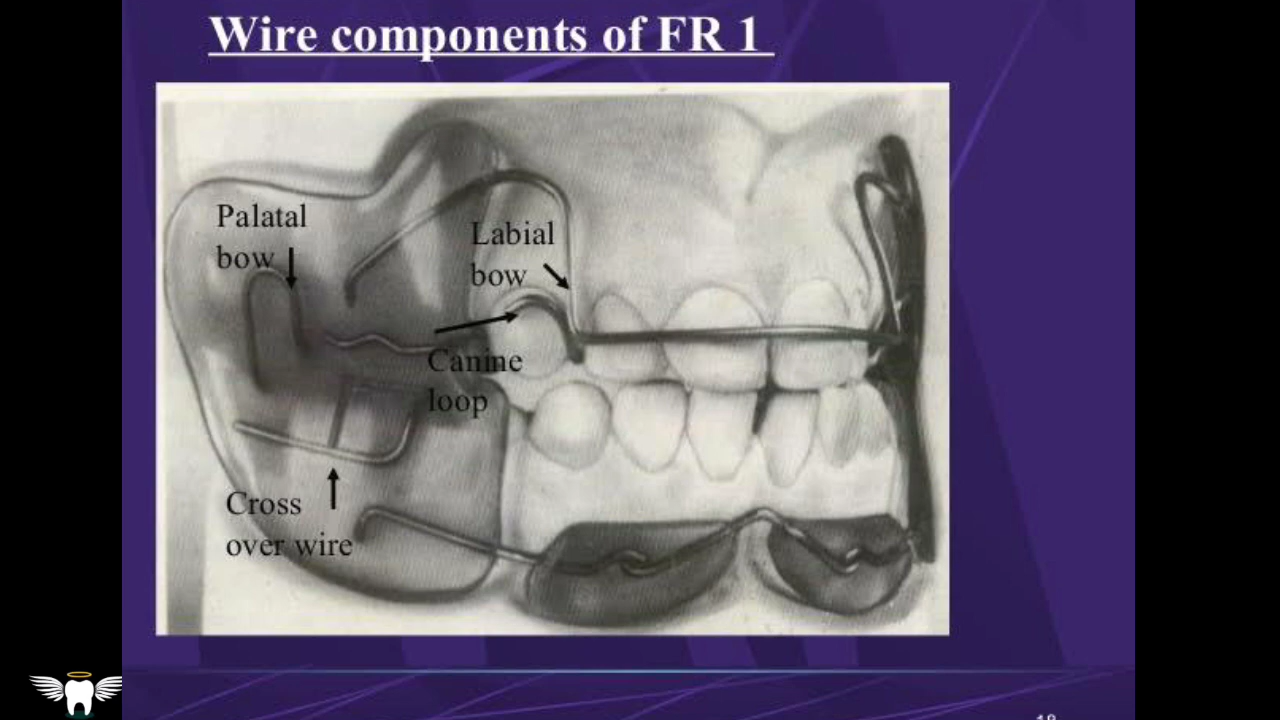 Wire components of FR 1
Palatal
bow
Labial
bow
Canine
loop
Cross
over wire